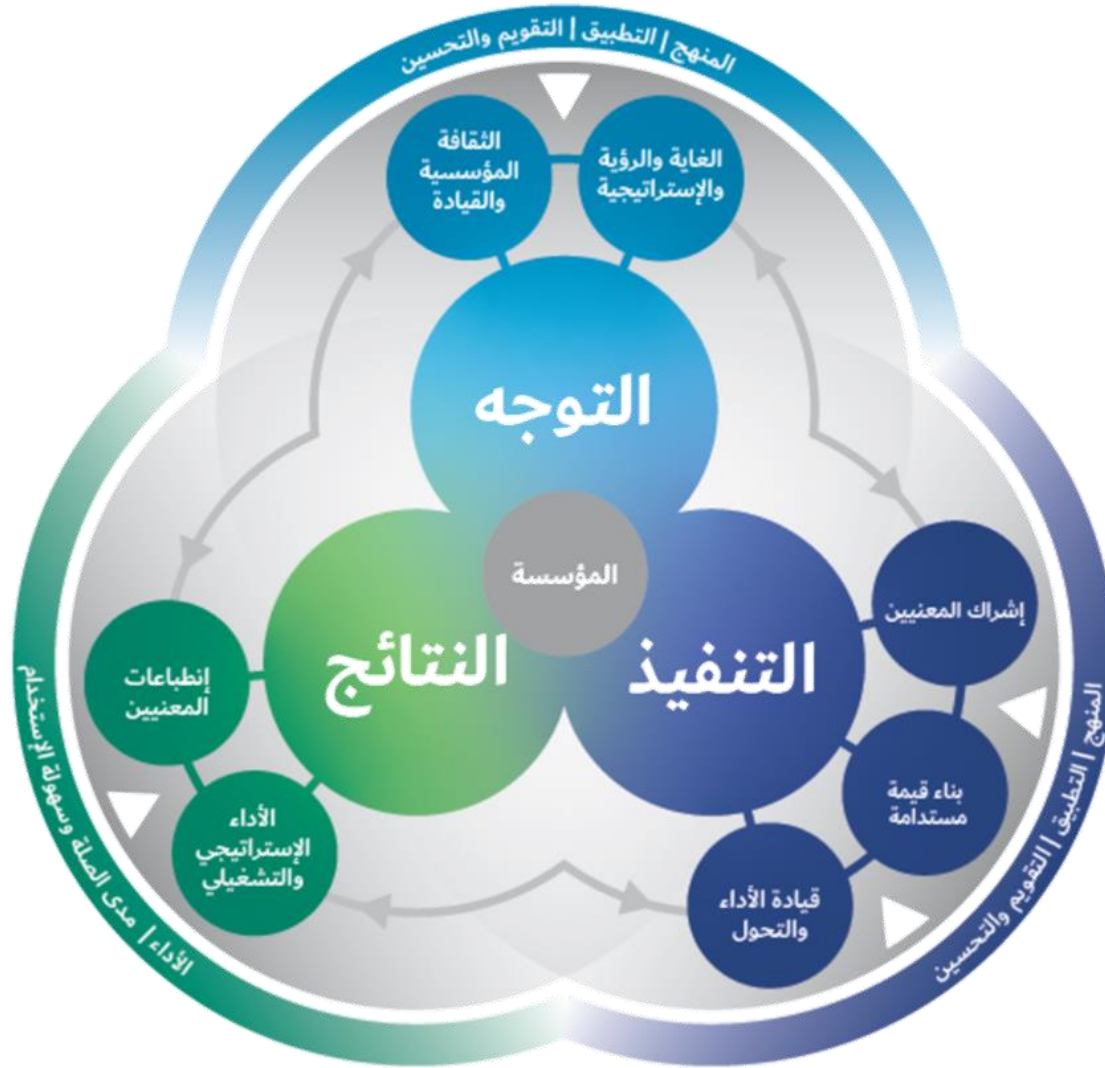 المنهج | التطبيق | التقويم والتحسين
الغاية والرؤية
والإستراتيجية
الثقافة
المؤسسية
والقيادة
التوجه
المؤسسة
التنفيذ
إشراك المعنيين
بناء قيمة
مستدامة
قيادة الأداء
والتحول
المنهج | التطبيق | التقويم والتحسين
النتائج
إنطباعات
المعنيين
الأداء
الإستراتيجي
والتشغيلي
الأداء | مدى الصلة وسهولة الإستخدام